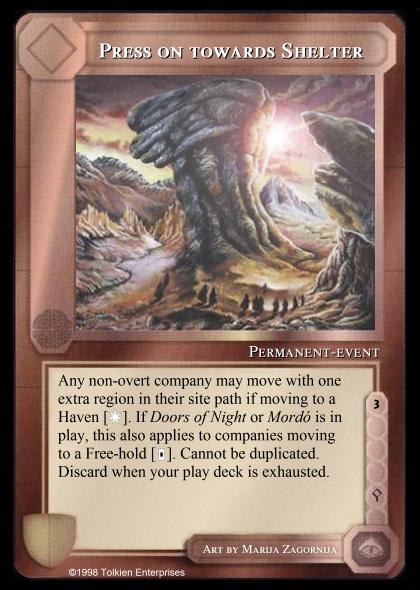 Press on towards Shelter
Permanent-event
Any non-overt company may move with one
extra region in their site path if moving to a
Haven [ ]. If Doors of Night or Mordó is in
play, this also applies to companies moving
to a Free-hold [ ]. Cannot be duplicated.
Discard when your play deck is exhausted.
3
Art by Marija Zagornija
©1998 Tolkien Enterprises